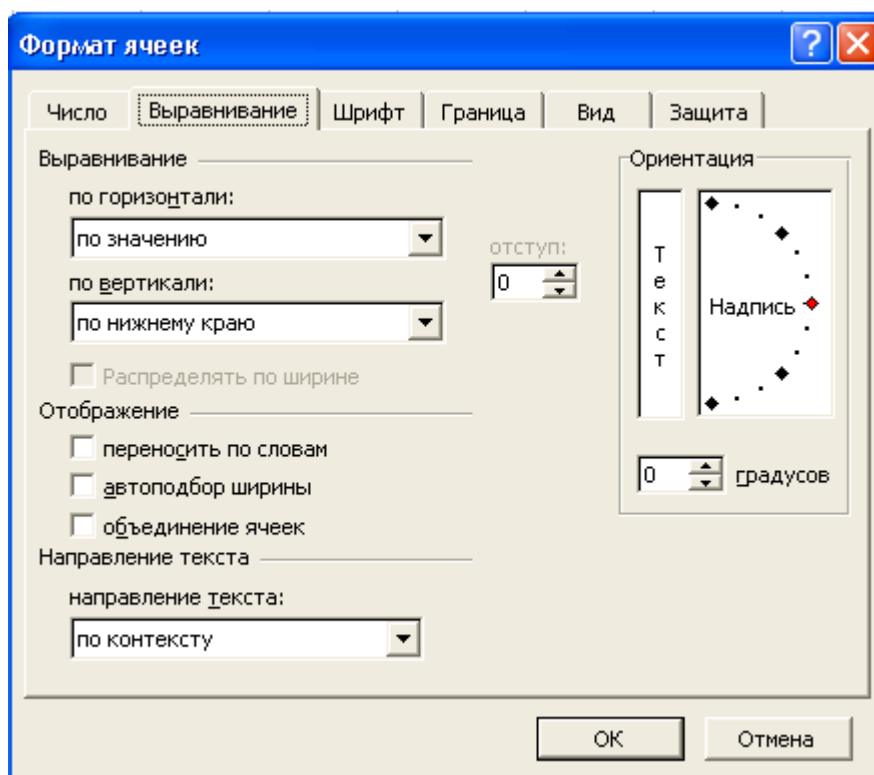 Формат ячеек
Число Выравнивание Шрифт Граница Вид Защита
Выравнивание
по горизонтали:
по значению
отступ:
0
по вертикали:
по нижнему краю
Распределять по ширине
Отображение
переносить по словам
автоподбор ширины
объединение ячеек
Направление текста
направление текста:
по контексту
Ориентация
Текст
Надпись
0 градусов
ОК Отмена